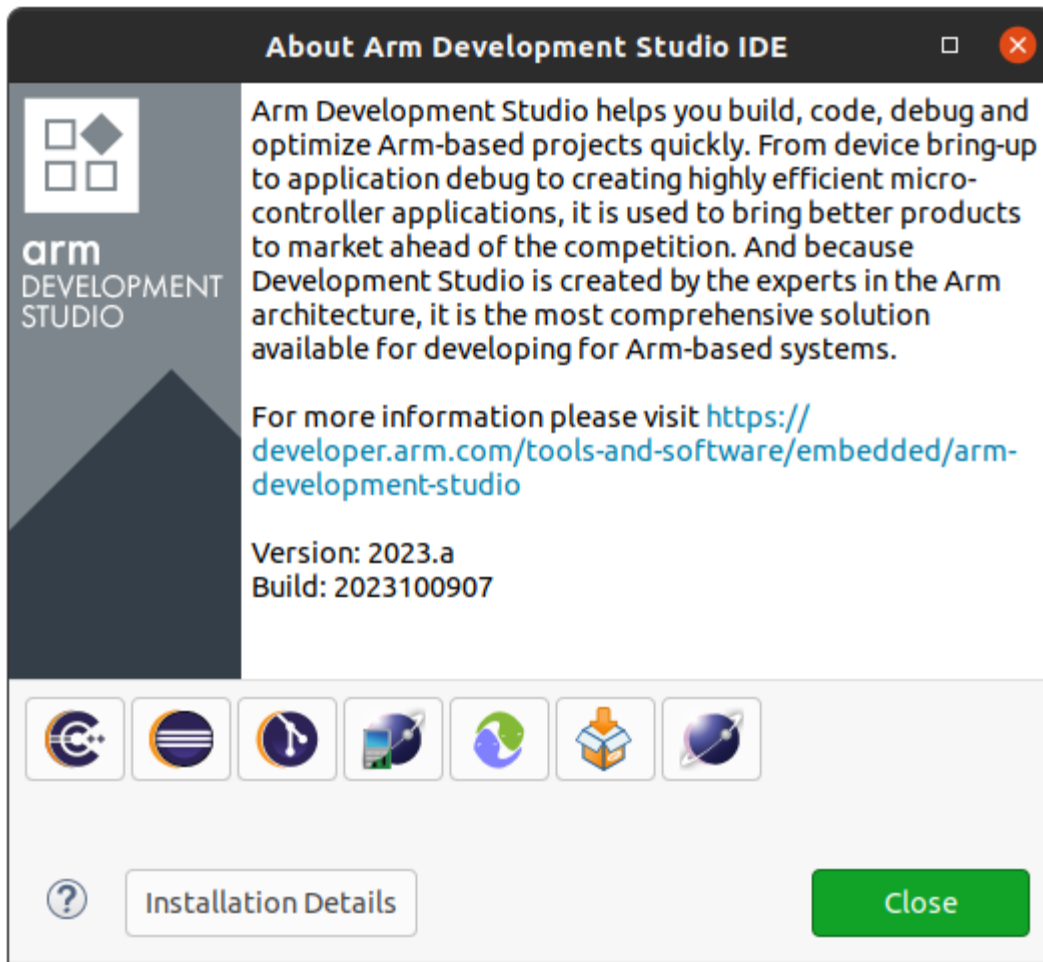 About Arm Development Studio IDE
arm
DEVELOPMENT
STUDIO
Arm Development Studio helps you build, code, debug and
optimize Arm-based projects quickly. From device bring-up
to application debug to creating highly efficient micro-
controller applications, it is used to bring better products
to market ahead of the competition. And because
Development Studio is created by the experts in the Arm
architecture, it is the most comprehensive solution
available for developing for Arm-based systems.
For more information please visit https://
developer.arm.com/tools-and-software/embedded/arm-
development-studio
Version: 2023.a
Build: 2023100907
Installation Details
Close